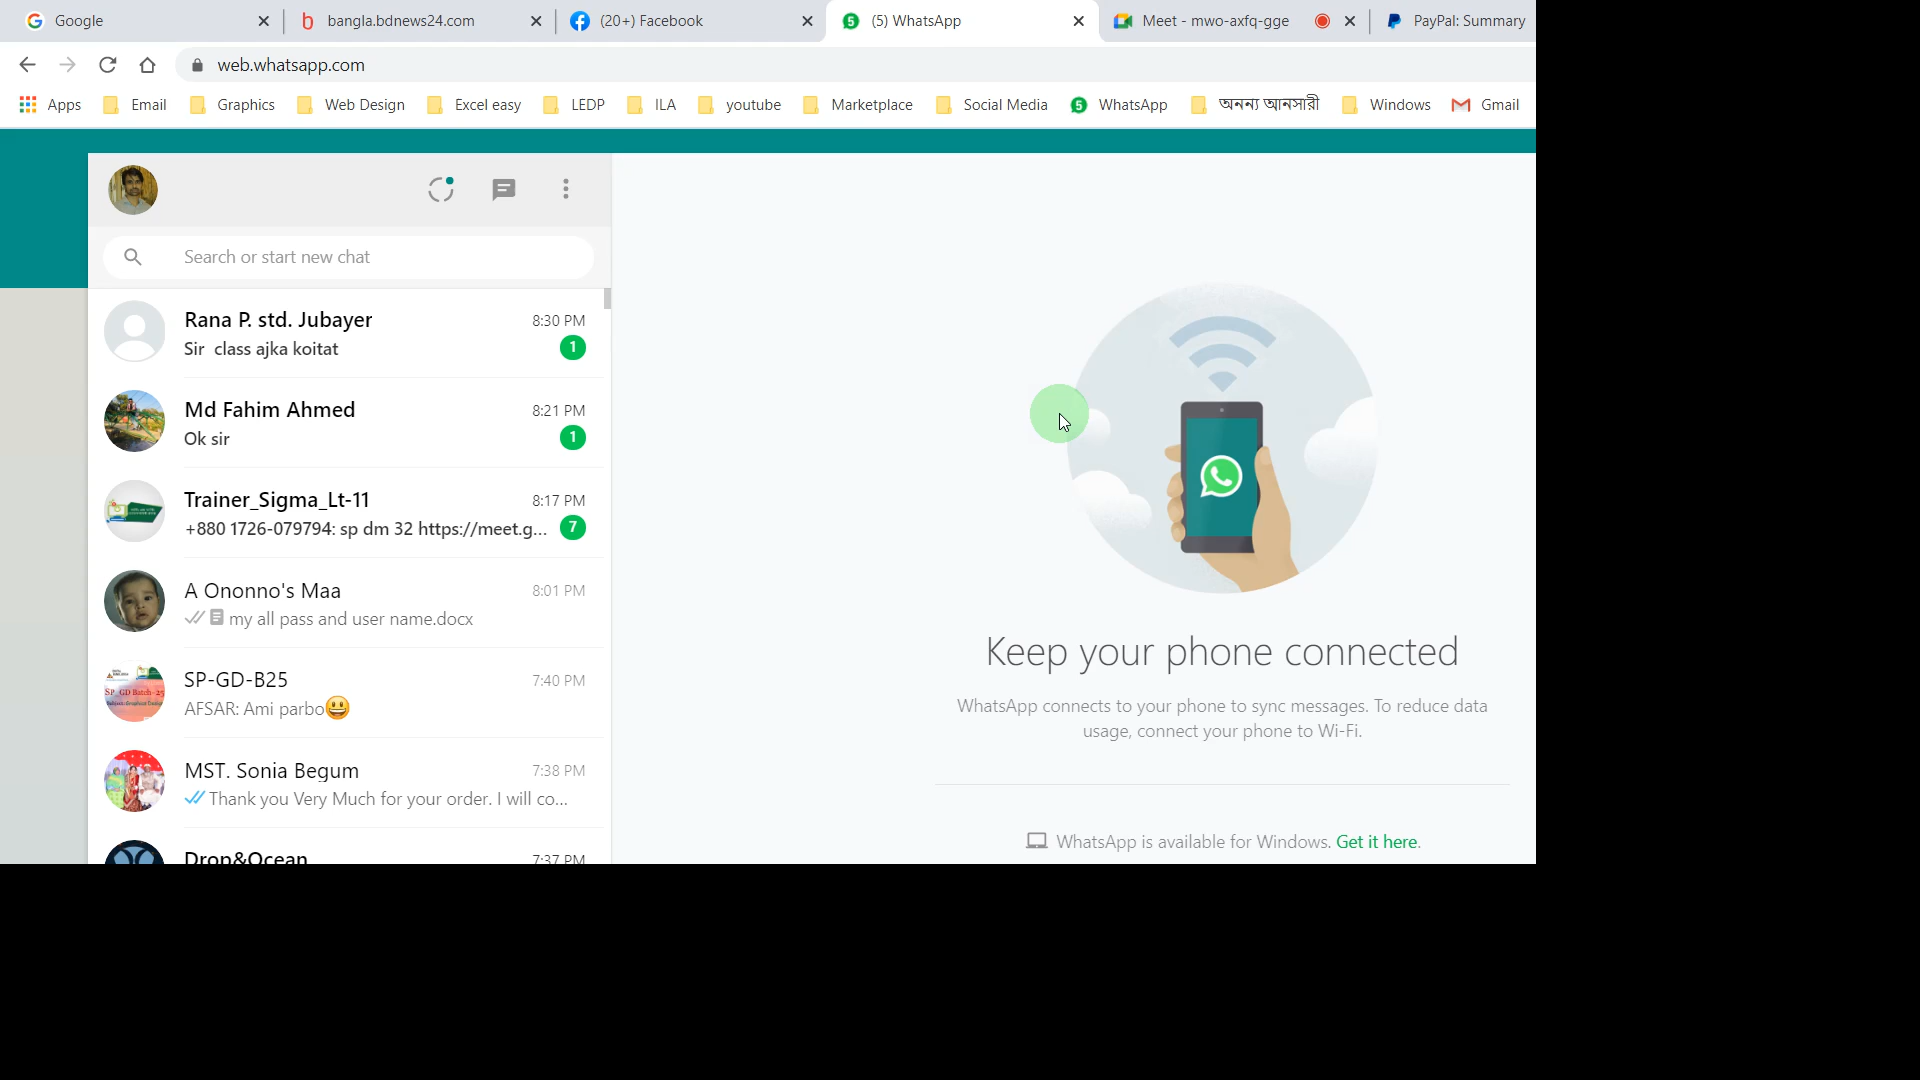 Google
bangla.bdnews24.com
(20+) Facebook
5 (5) WhatsApp
Meet - mwo-axfq-gge
PayPal: Summary
web.whatsapp.com
Apps Email Graphics Web Design Excel easy LEDP ILA youtube Marketplace Social Media 5 WhatsApp অনন্য আনসারী Windows Gmail
Search or start new chat
Rana P. std. Jubayer 8:30 PM
Sir class ajka koitat 1
Md Fahim Ahmed 8:21 PM
Ok sir 1
Trainer_Sigma_Lt-11 8:17 PM
+880 1726-079794: sp dm 32 https://meet.g... 7
A Ononno's Maa 8:01 PM
my all pass and user name.docx
SP-GD-B25 7:40 PM
AFSAR: Ami parbo😃
MST. Sonia Begum 7:38 PM
Thank you Very Much for your order. I will co...
Drop&Ocean 7:37 PM
Keep your phone connected
WhatsApp connects to your phone to sync messages. To reduce data
usage, connect your phone to Wi-Fi.
WhatsApp is available for Windows. Get it here.